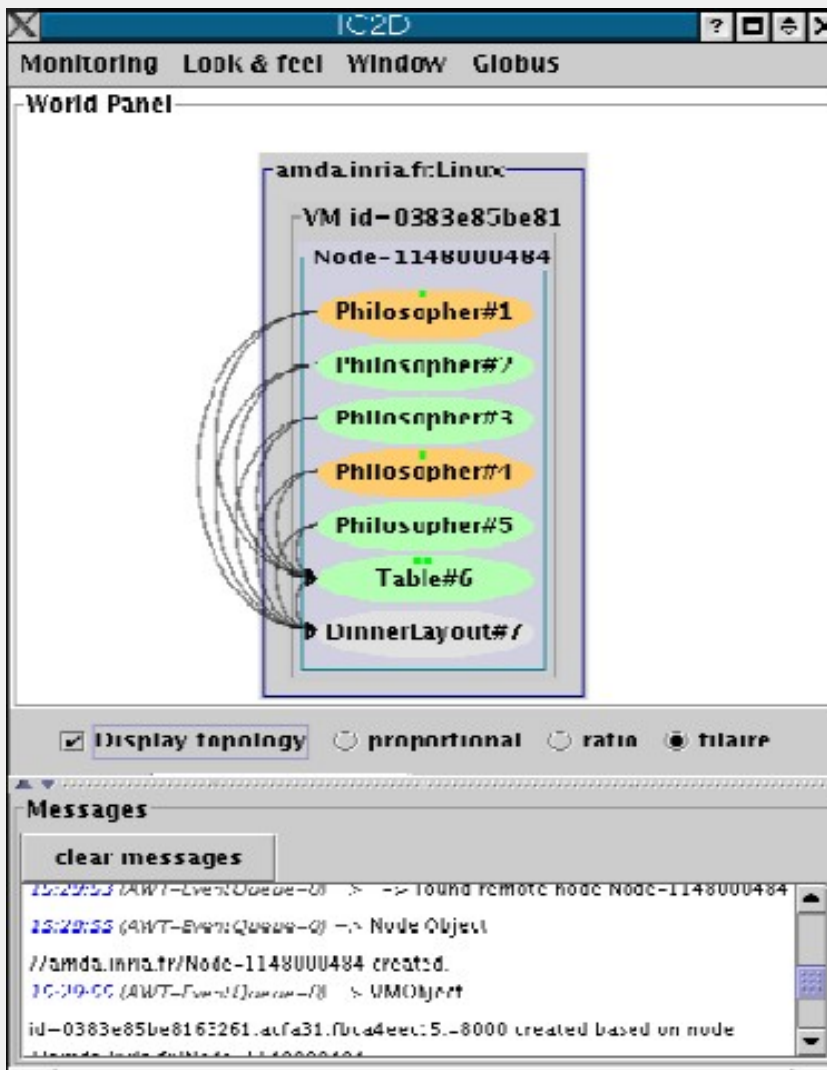 IC2D
Monitoring Look & feel Window Globus
World Panel
amda.inria.fr:Linux
VM id=0383e85be81
Node-1148000484
Philosopher#1
Philosopher#2
Philosopher#3
Philosopher#4
Philosopher#5
Table#6
DinnerLayout#7
Display topology proportional ratio filaire
Messages
clear messages
(AWT-EventQueue-0) -> found remote node Node-1148000484
(AWT-EventQueue-0) -> Node Object
//amda.inria.fr/Node-1148000484 created.
(AWT-EventQueue-0) VMObject
created based on node